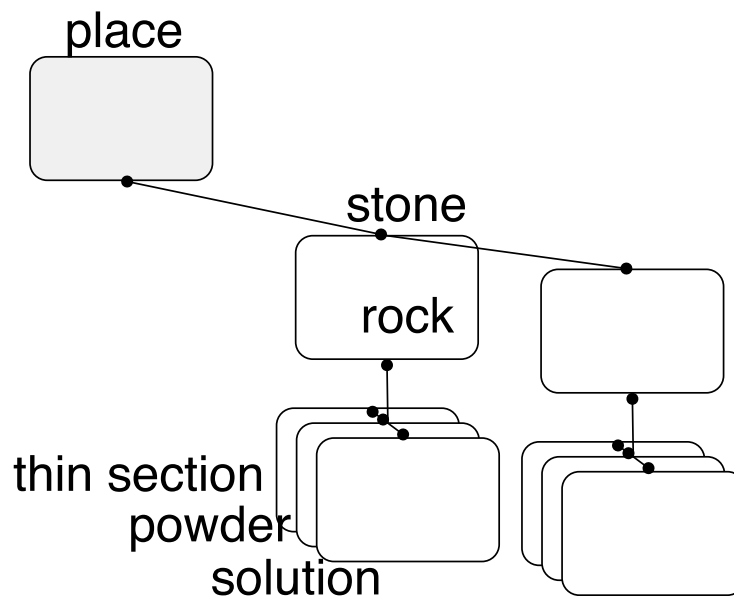 place
stone
rock
thin section
powder
solution